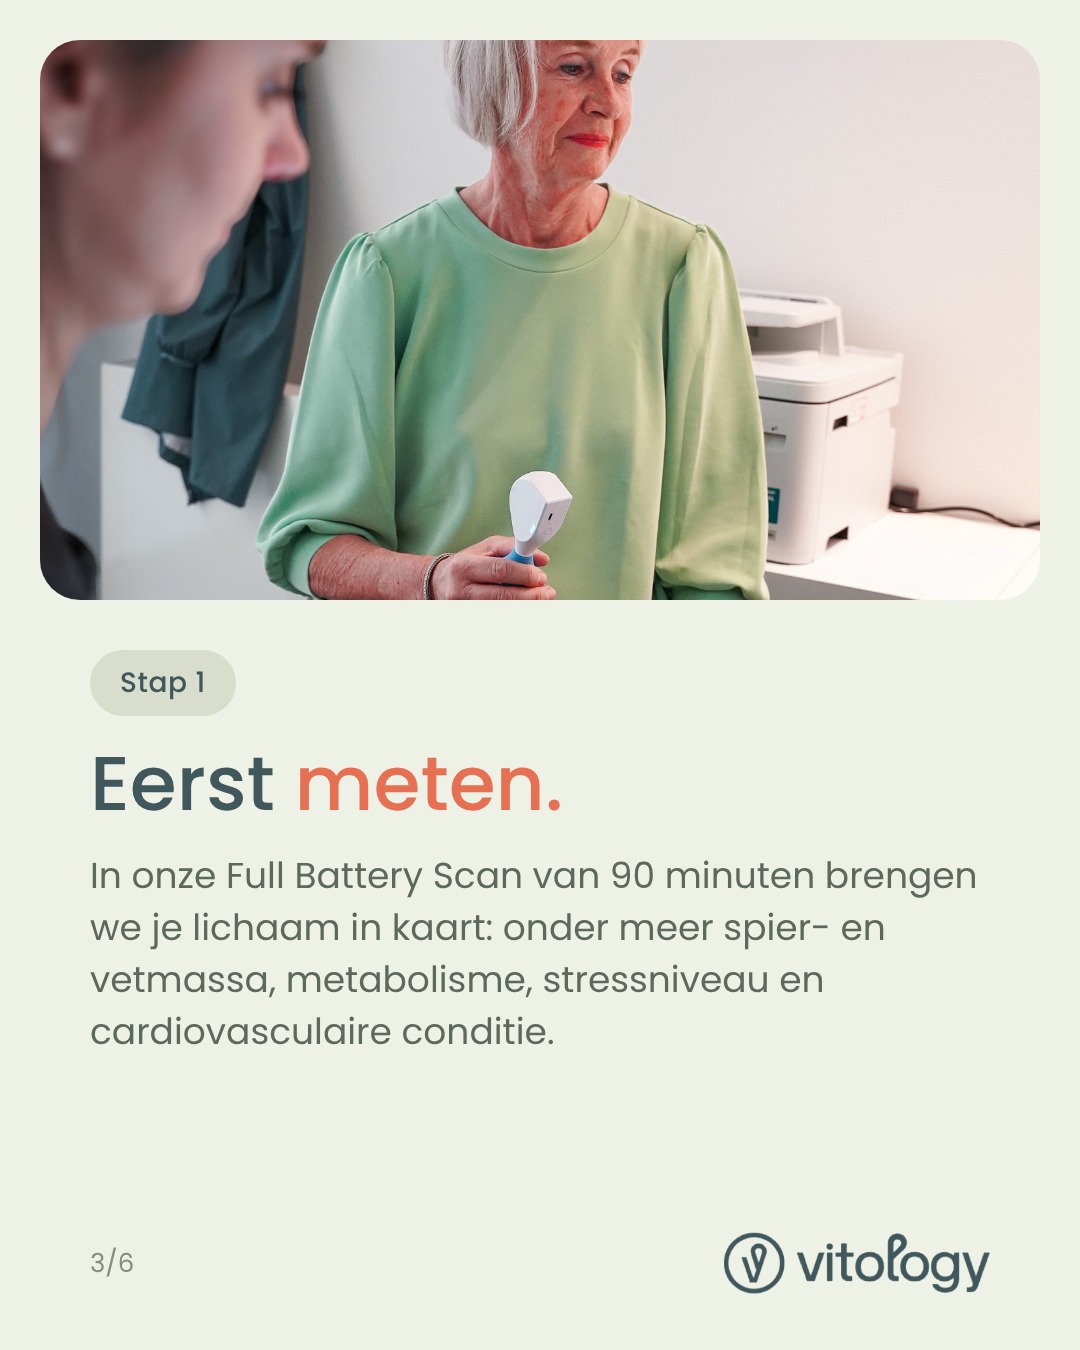 Stap 1
Eerst meten.
In onze Full Battery Scan van 90 minuten brengen
we je lichaam in kaart: onder meer spier- en
vetmassa, metabolisme, stressniveau en
cardiovasculaire conditie.
3/6
vitology